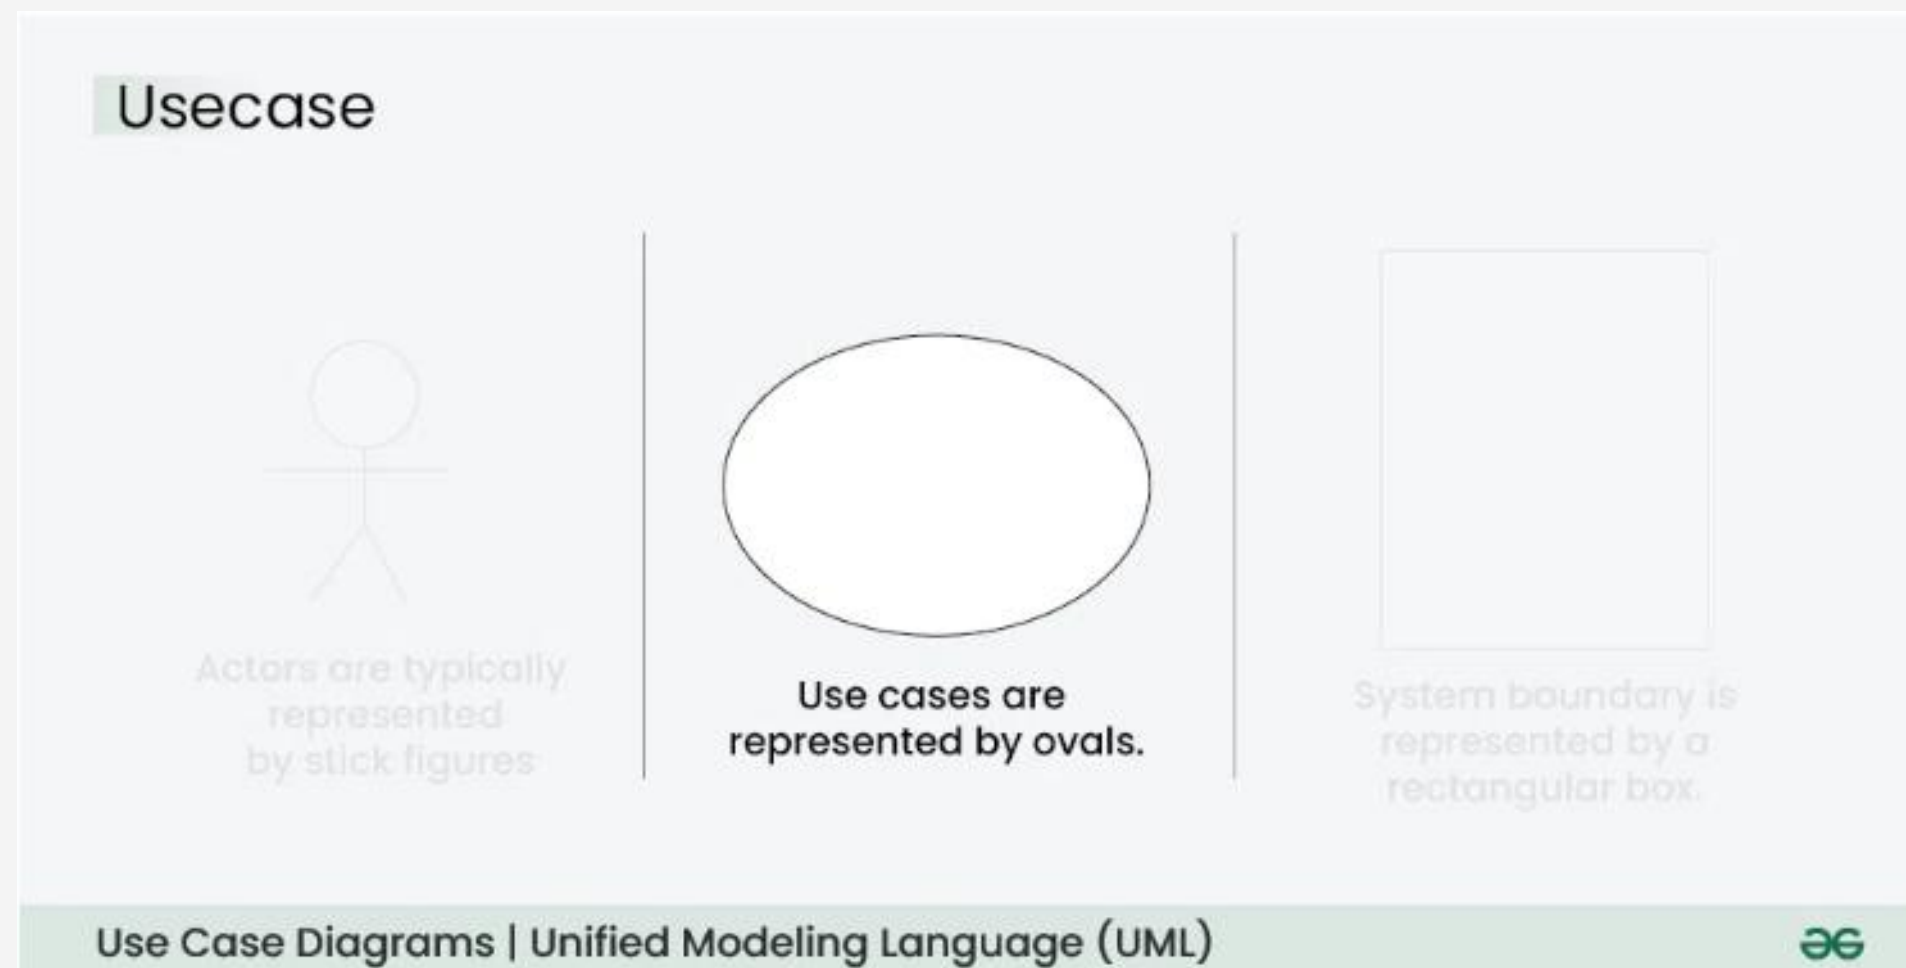 Usecase
Actors are typically
represented
by stick figures
Use cases are
represented by ovals.
System boundary is
represented by a
rectangular box.
Use Case Diagrams | Unified Modeling Language (UML)